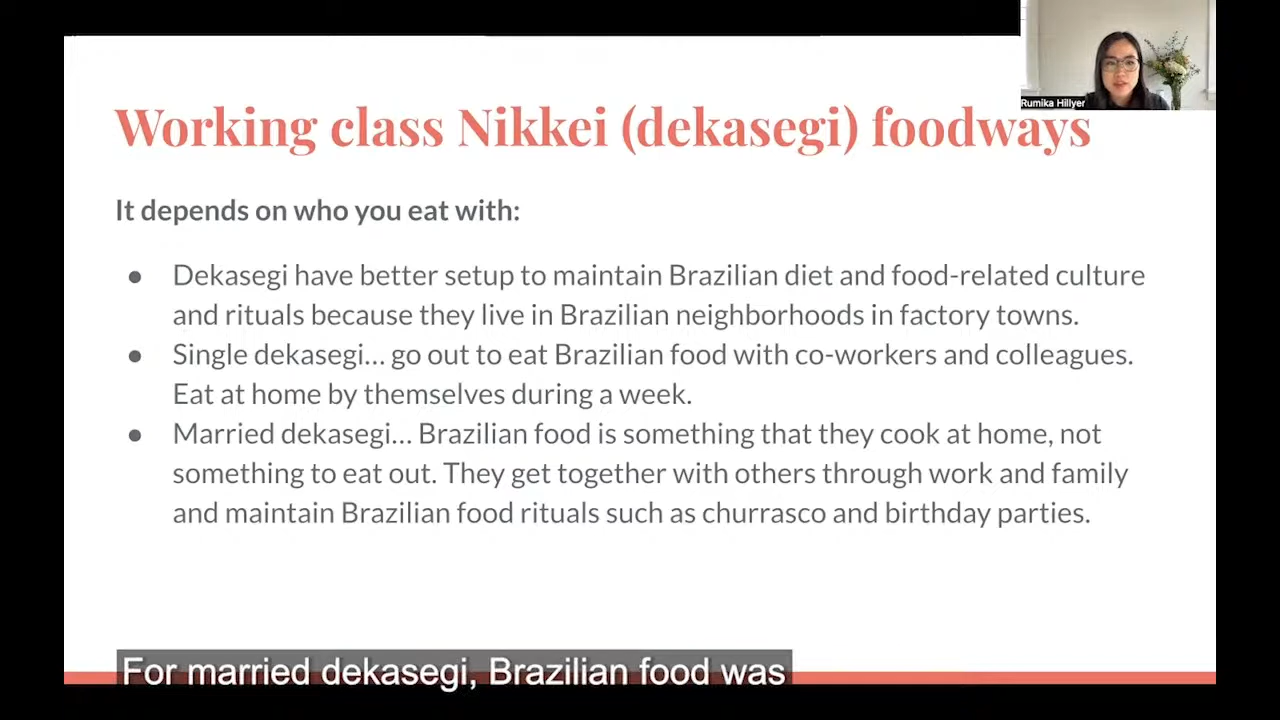 Rumika Hillyer
Working class Nikkei (dekasegi) foodways
It depends on who you eat with:
● Dekasegi have better setup to maintain Brazilian diet and food-related culture
and rituals because they live in Brazilian neighborhoods in factory towns.
● Single dekasegi... go out to eat Brazilian food with co-workers and colleagues.
Eat at home by themselves during a week.
● Married dekasegi... Brazilian food is something that they cook at home, not
something to eat out. They get together with others through work and family
and maintain Brazilian food rituals such as churrasco and birthday parties.
For married dekasegi, Brazilian food was